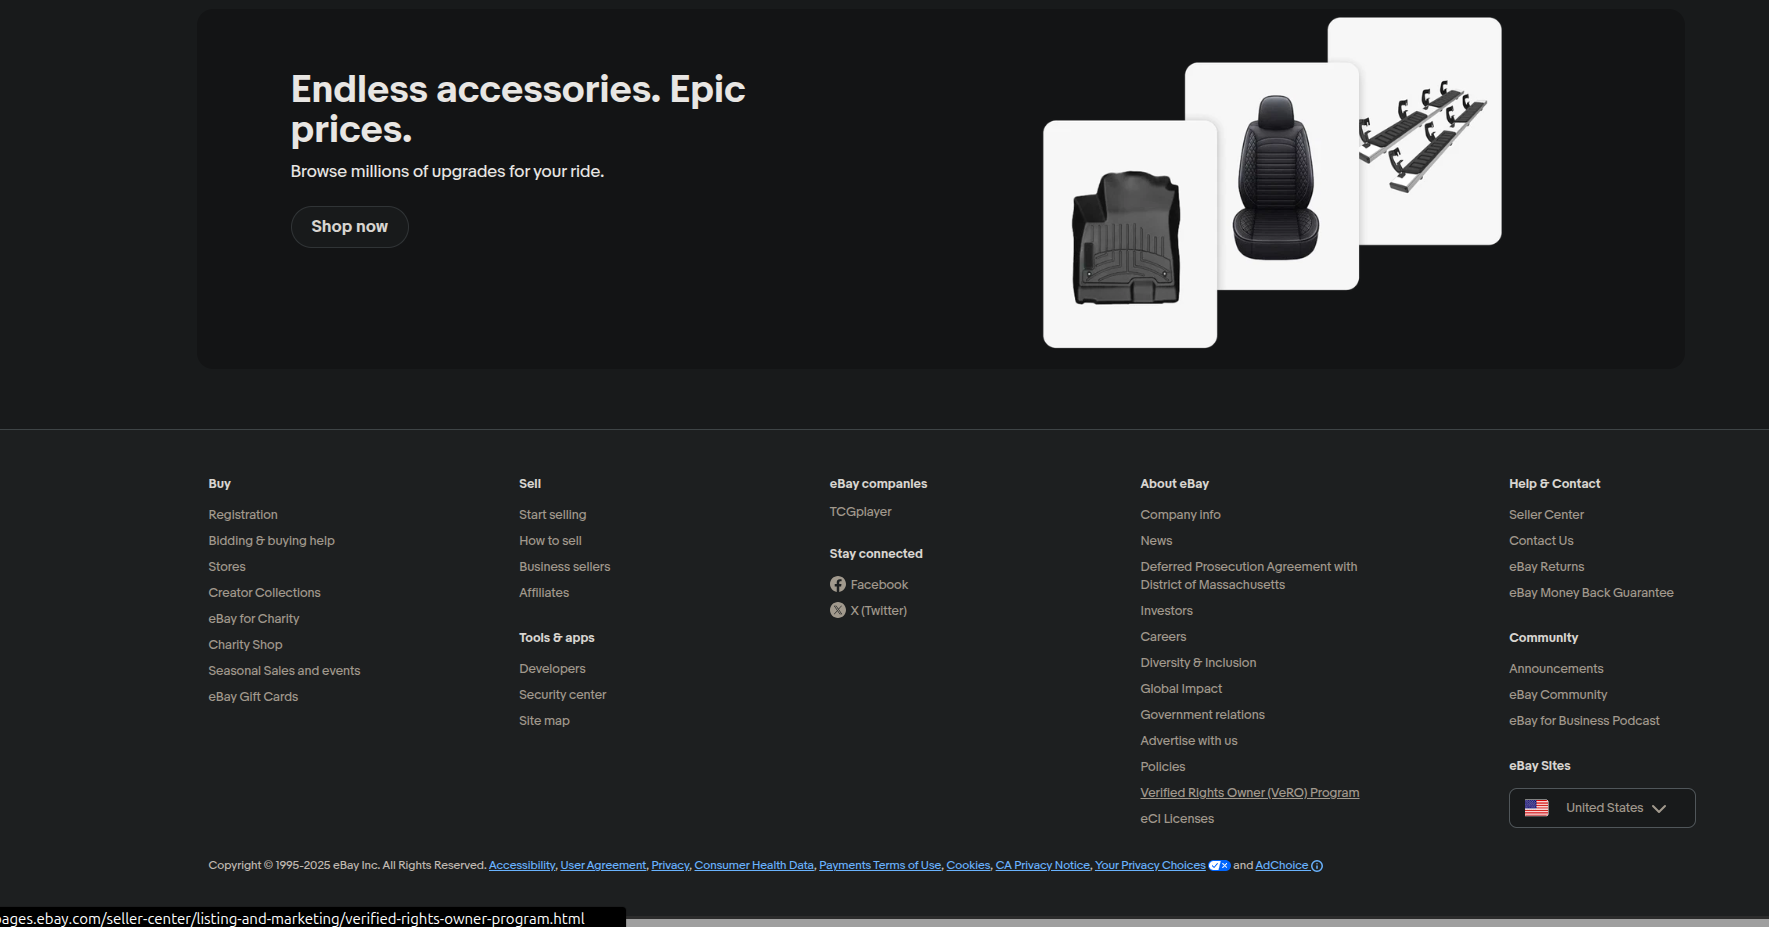 Endless accessories. Epic
prices.
Browse millions of upgrades for your ride.
Shop now
Buy
Registration
Bidding & buying help
Stores
Creator Collections
eBay for Charity
Charity Shop
Seasonal Sales and events
eBay Gift Cards
Sell
Start selling
How to sell
Business sellers
Affiliates
Tools & apps
Developers
Security center
Site map
eBay companies
TCGplayer
Stay connected
Facebook
X (Twitter)
About eBay
Company info
News
Deferred Prosecution Agreement with
District of Massachusetts
Investors
Careers
Diversity & Inclusion
Global Impact
Government relations
Advertise with us
Policies
Verified Rights Owner (VeRO) Program
eCI Licenses
Help & Contact
Seller Center
Contact Us
eBay Returns
eBay Money Back Guarantee
Community
Announcements
eBay Community
eBay for Business Podcast
eBay Sites
United States
Copyright © 1995-2025 eBay Inc. All Rights Reserved. Accessibility, User Agreement, Privacy, Consumer Health Data, Payments Terms of Use, Cookies, CA Privacy Notice, Your Privacy Choices and AdChoice
ages.ebay.com/seller-center/listing-and-marketing/verified-rights-owner-program.html